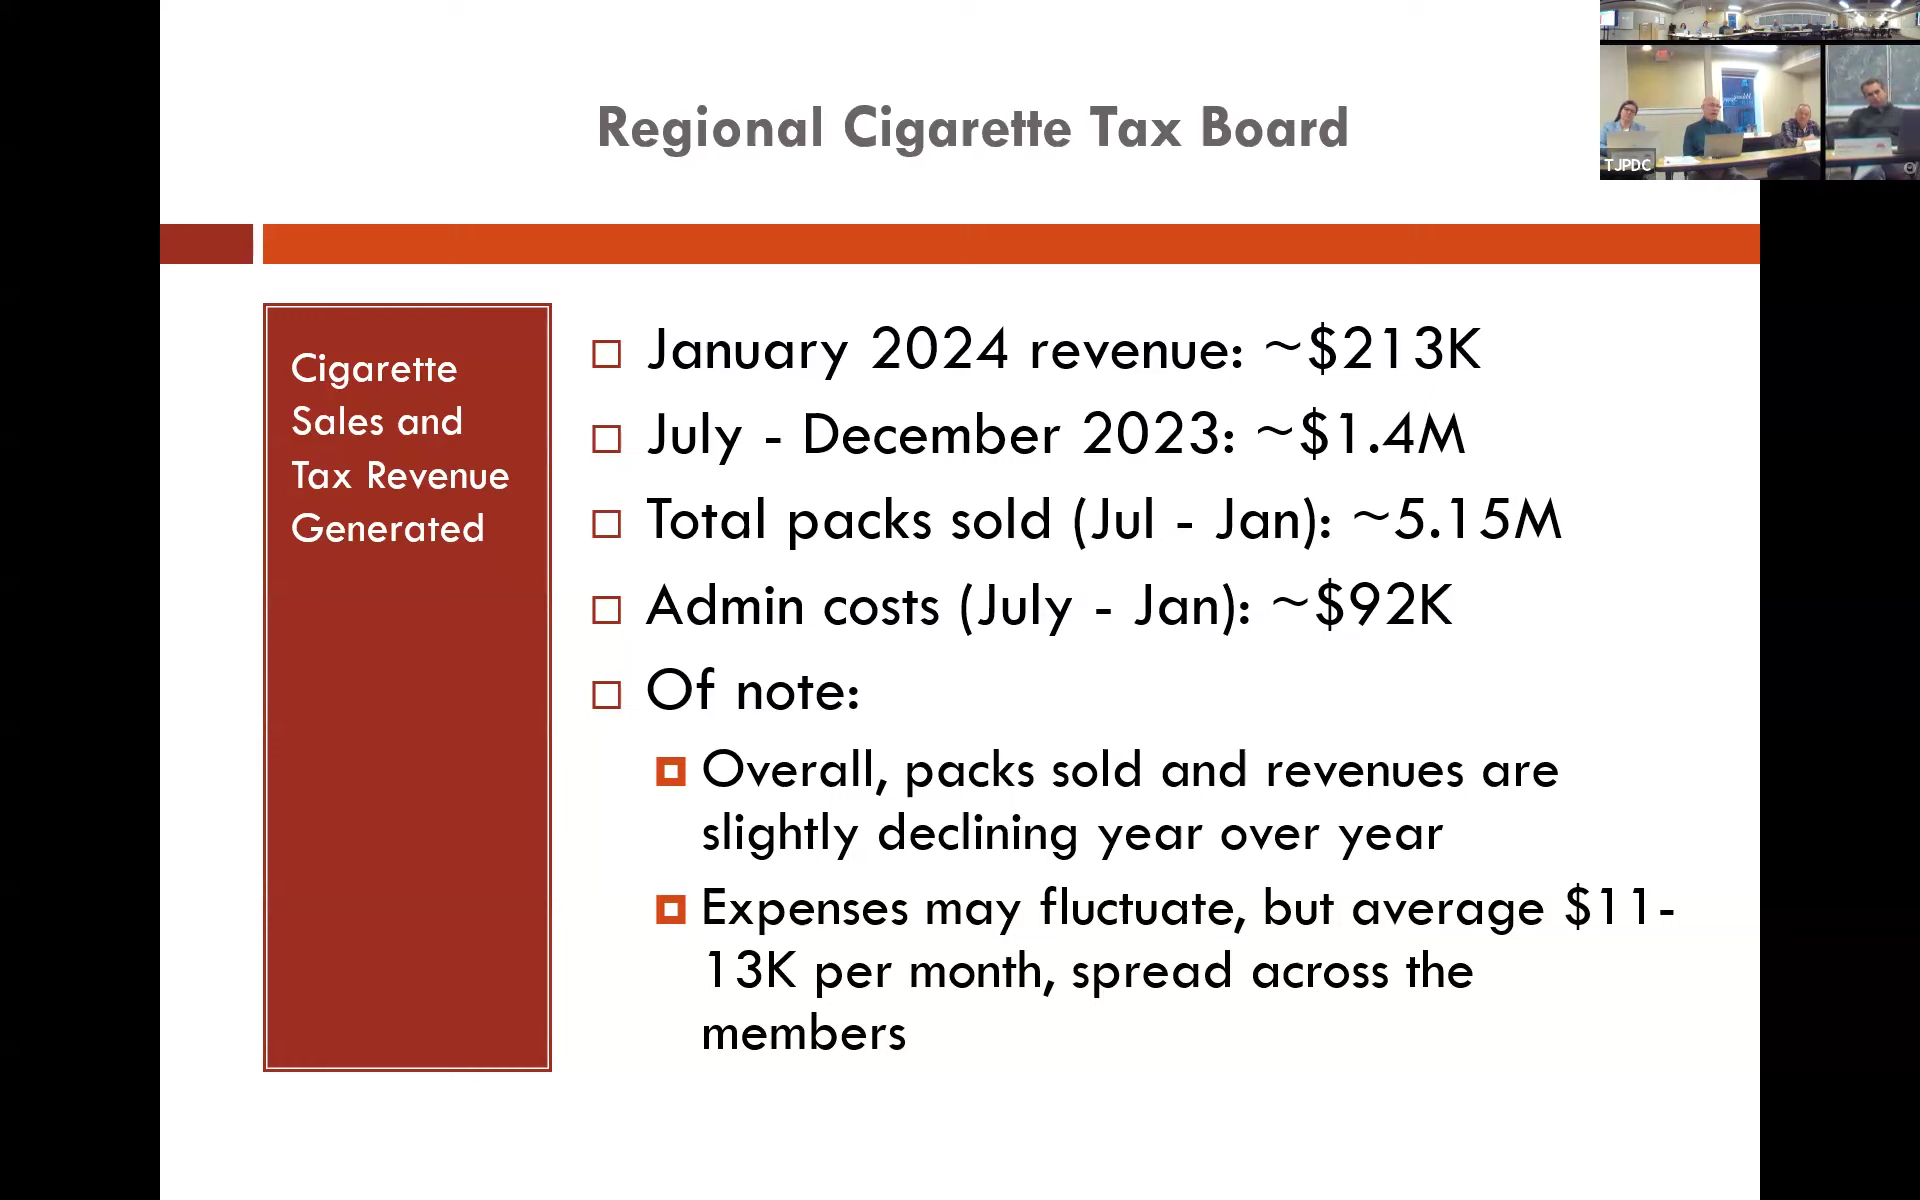 Regional Cigarette Tax Board
TJPDC
Cigarette
Sales and
Tax Revenue
Generated
January 2024 revenue: ~$213K
July - December 2023: ~$1.4M
Total packs sold (Jul - Jan): ~5.15M
Admin costs (July - Jan): ~$92K
Of note:
Overall, packs sold and revenues are
slightly declining year over year
Expenses may fluctuate, but average $11-
13K per month, spread across the
members